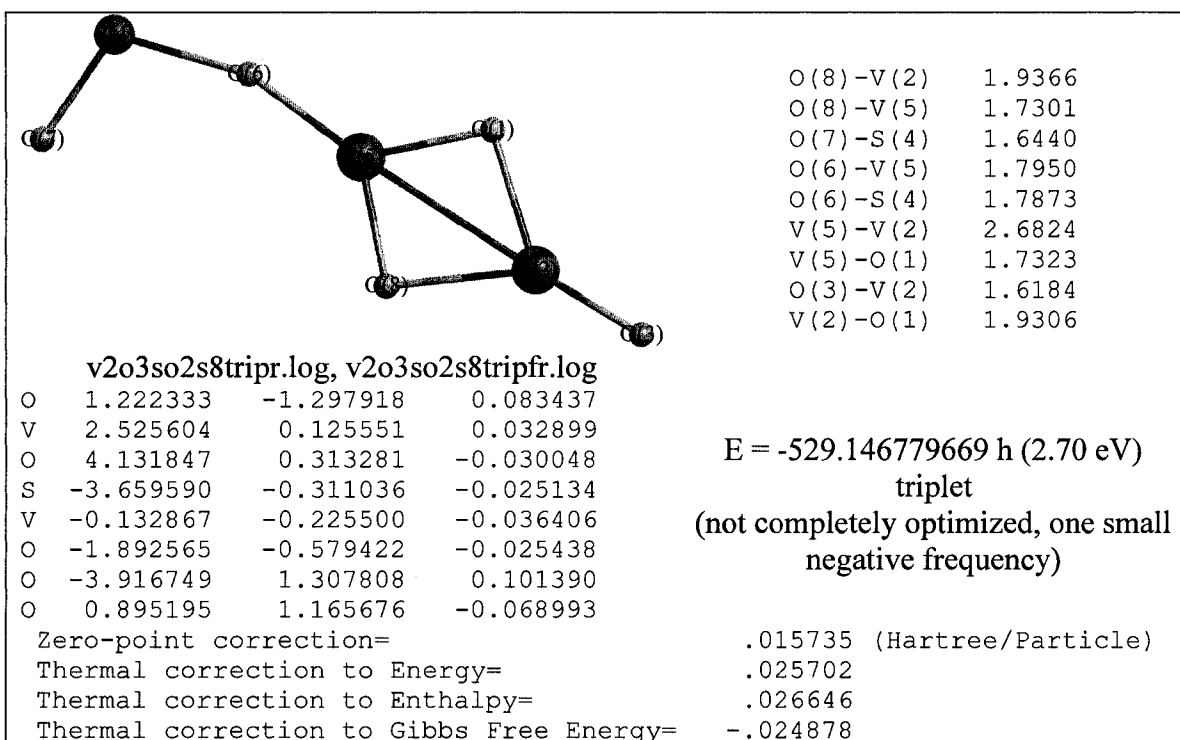 O(8)-V(2) 1.9366
O(8)-V(5) 1.7301
O(7)-S(4) 1.6440
O(6)-V(5) 1.7950
O(6)-S(4) 1.7873
V(5)-V(2) 2.6824
V(5)-O(1) 1.7323
O(3)-V(2) 1.6184
V(2)-O(1) 1.9306
v2o3so2s8tripr.log, v2o3so2s8tripfr.log
O 1.222333 -1.297918 0.083437
V 2.525604 0.125551 0.032899
O 4.131847 0.313281 -0.030048
S -3.659590 -0.311036 -0.025134
V -0.132867 -0.225500 -0.036406
O -1.892565 -0.579422 -0.025438
O -3.916749 1.307808 0.101390
O 0.895195 1.165676 -0.068993
E = -529.146779669 h (2.70 eV)
triplet
(not completely optimized, one small
negative frequency)
Zero-point correction= .015735 (Hartree/Particle)
Thermal correction to Energy= .025702
Thermal correction to Enthalpy= .026646
Thermal correction to Gibbs Free Energy= -.024878